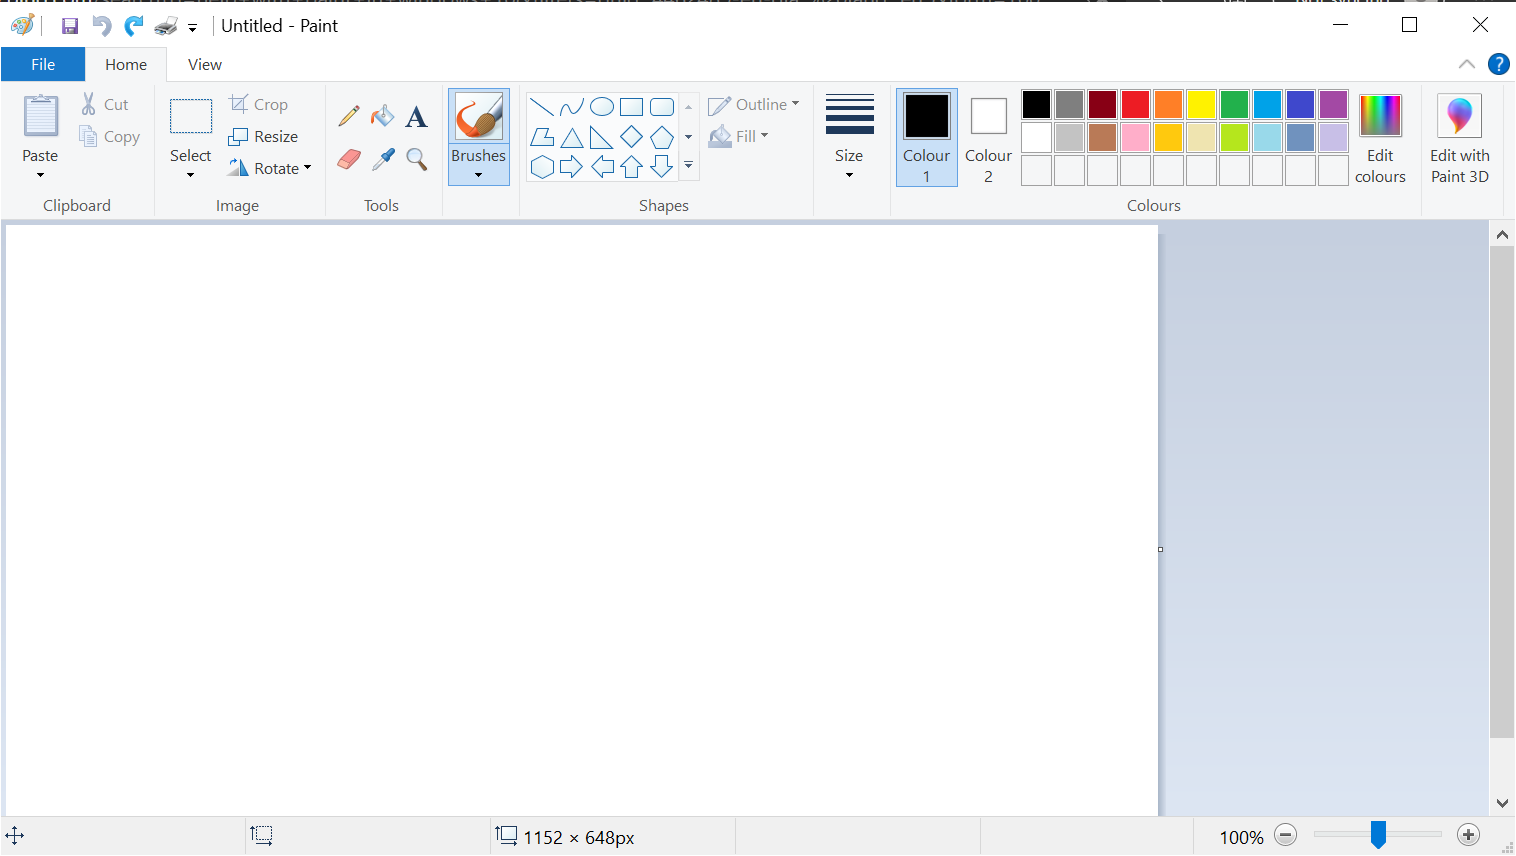 Untitled - Paint
File
Home
View
Paste
Cut
Copy
Clipboard
Select
Crop
Resize
Rotate
Image
A
Tools
Brushes
Shapes
Outline
Fill
Size
Colour
1
Colour
2
Edit
colours
Colours
Edit with
Paint 3D
?
1152 × 648px
100%